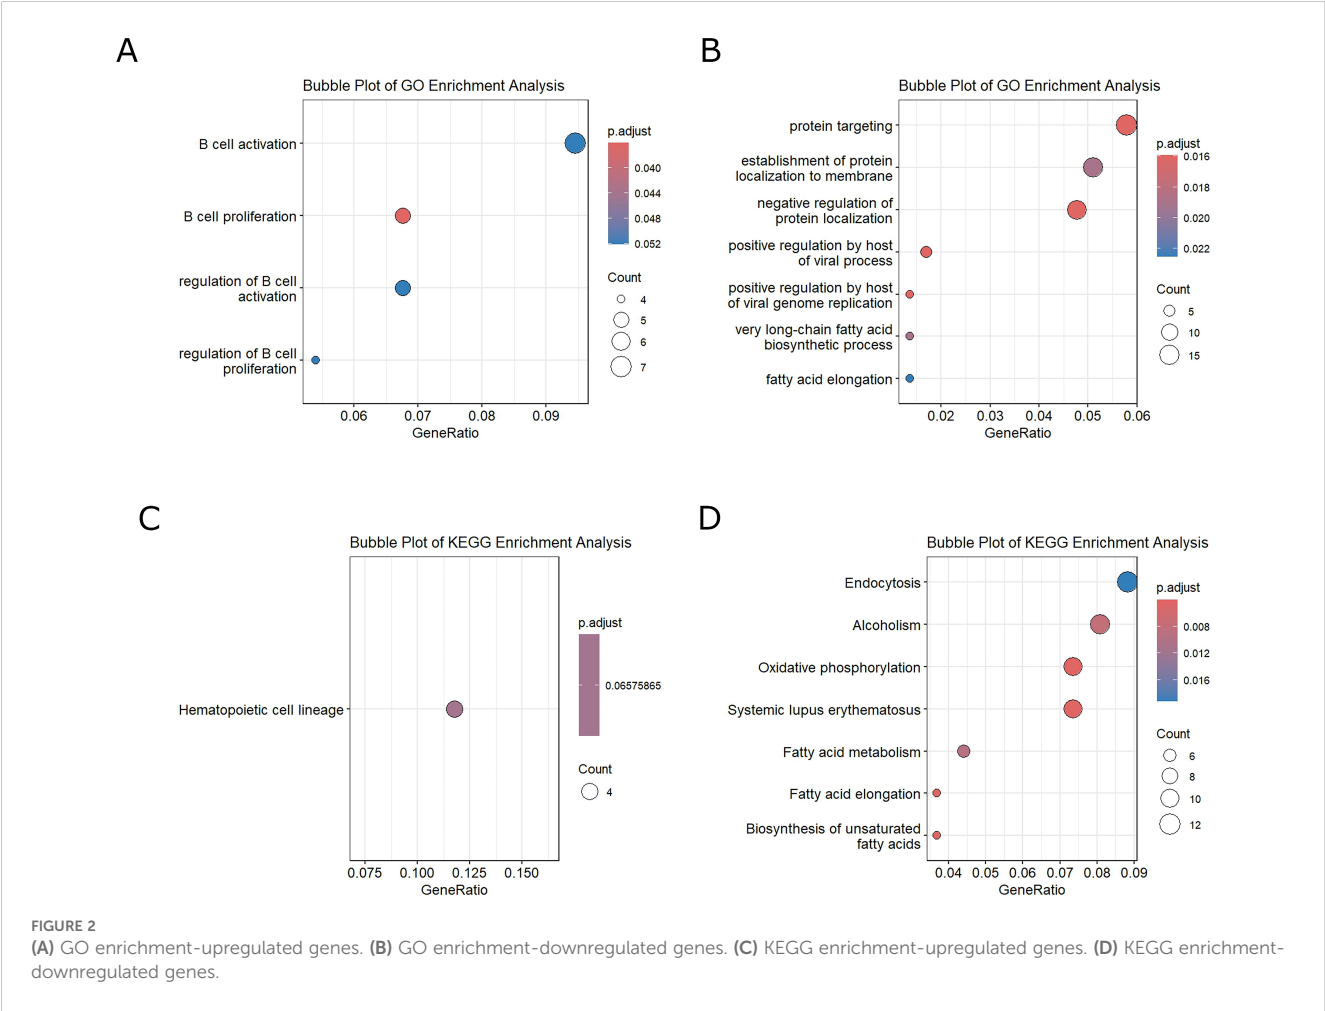 A
Bubble Plot of GO Enrichment Analysis
B cell activation
B cell proliferation
regulation of B cell
activation
regulation of B cell
proliferation
0.06
0.07
0.08
0.09
GeneRatio
p.adjust
0.040
0.044
0.048
0.052
Count
4
5
6
7
B
Bubble Plot of GO Enrichment Analysis
protein targeting
establishment of protein
localization to membrane
negative regulation of
protein localization
positive regulation by host
of viral process
positive regulation by host
of viral genome replication
very long-chain fatty acid
biosynthetic process
fatty acid elongation
0.02
0.03
0.04
0.05
0.06
GeneRatio
p.adjust
0.016
0.018
0.020
0.022
Count
5
10
15
C
Bubble Plot of KEGG Enrichment Analysis
Hematopoietic cell lineage
0.075
0.100
0.125
0.150
GeneRatio
p.adjust
0.06575865
Count
4
D
Bubble Plot of KEGG Enrichment Analysis
Endocytosis
Alcoholism
Oxidative phosphorylation
Systemic lupus erythematosus
Fatty acid metabolism
Fatty acid elongation
Biosynthesis of unsaturated
fatty acids
0.04
0.05
0.06
0.07
0.08
0.09
GeneRatio
p.adjust
0.008
0.012
0.016
Count
6
8
10
12
FIGURE 2
(A) GO enrichment-upregulated genes. (B) GO enrichment-downregulated genes. (C) KEGG enrichment-upregulated genes. (D) KEGG enrichment-
downregulated genes.